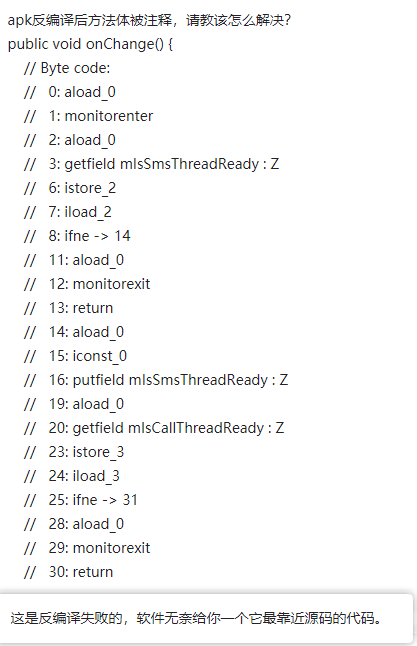 apk反编译后方法体被注释，请教该怎么解决？
public void onChange() {
// Byte code:
// 0: aload_0
// 1: monitorenter
// 2: aload_0
// 3: getfield mIsSmsThreadReady : Z
// 6: istore_2
// 7: iload_2
// 8: ifne -> 14
// 11: aload_0
// 12: monitorexit
// 13: return
// 14: aload_0
// 15: iconst_0
// 16: putfield mIsSmsThreadReady : Z
// 19: aload_0
// 20: getfield mIsCallThreadReady : Z
// 23: istore_3
// 24: iload_3
// 25: ifne -> 31
// 28: aload_0
// 29: monitorexit
// 30: return
这是反编译失败的，软件无奈给你一个它最靠近源码的代码。